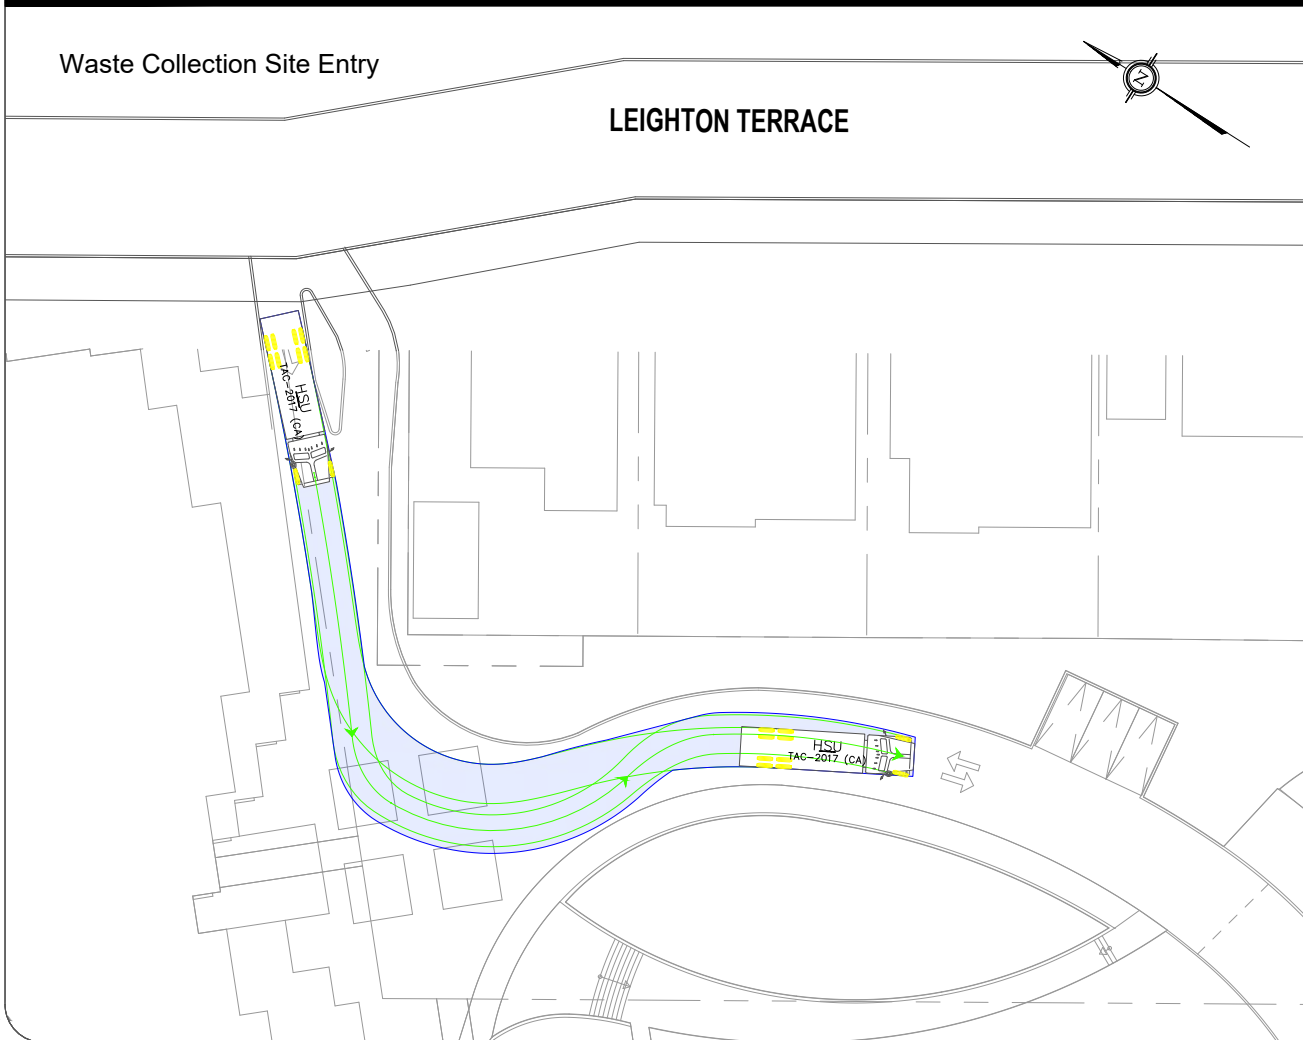 Waste Collection Site Entry
LEIGHTON TERRACE
N
HSU
TAC-2017 (CA)
HSU
TAC-2017 (CA)